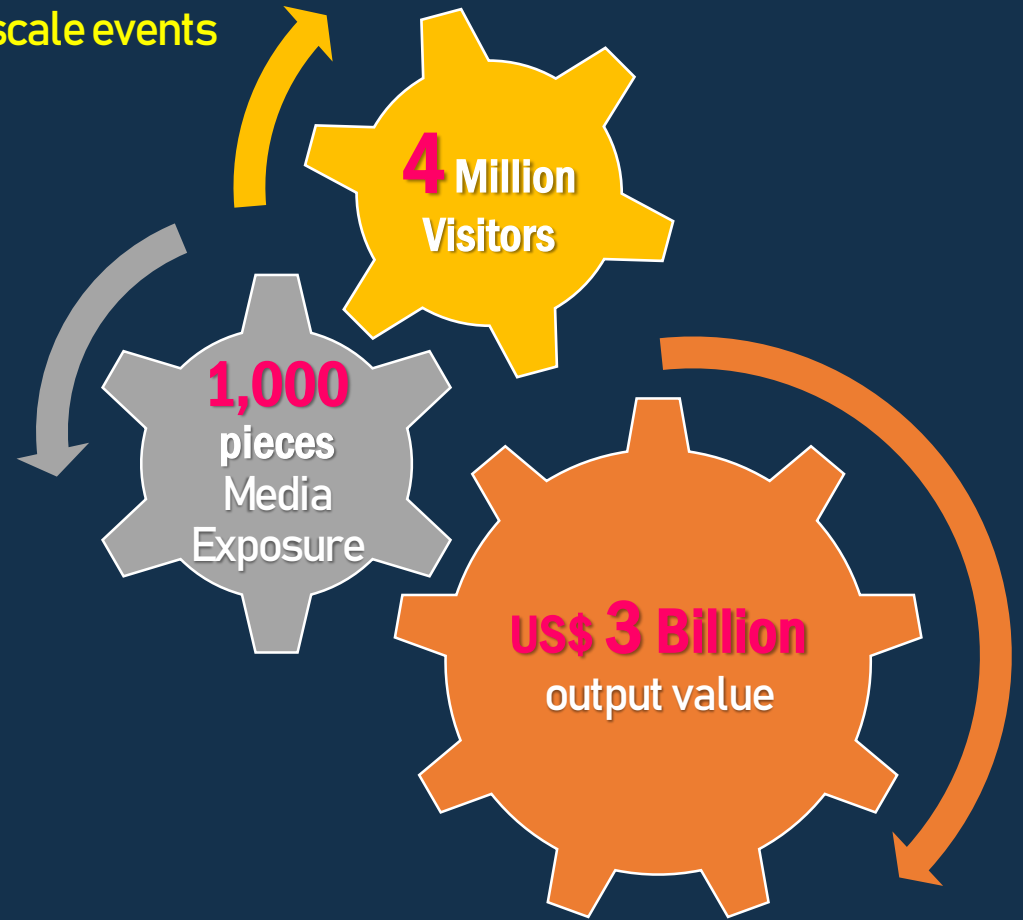 scale events
4 Million
Visitors
1,000
pieces
Media
Exposure
US$ 3 Billion
output value